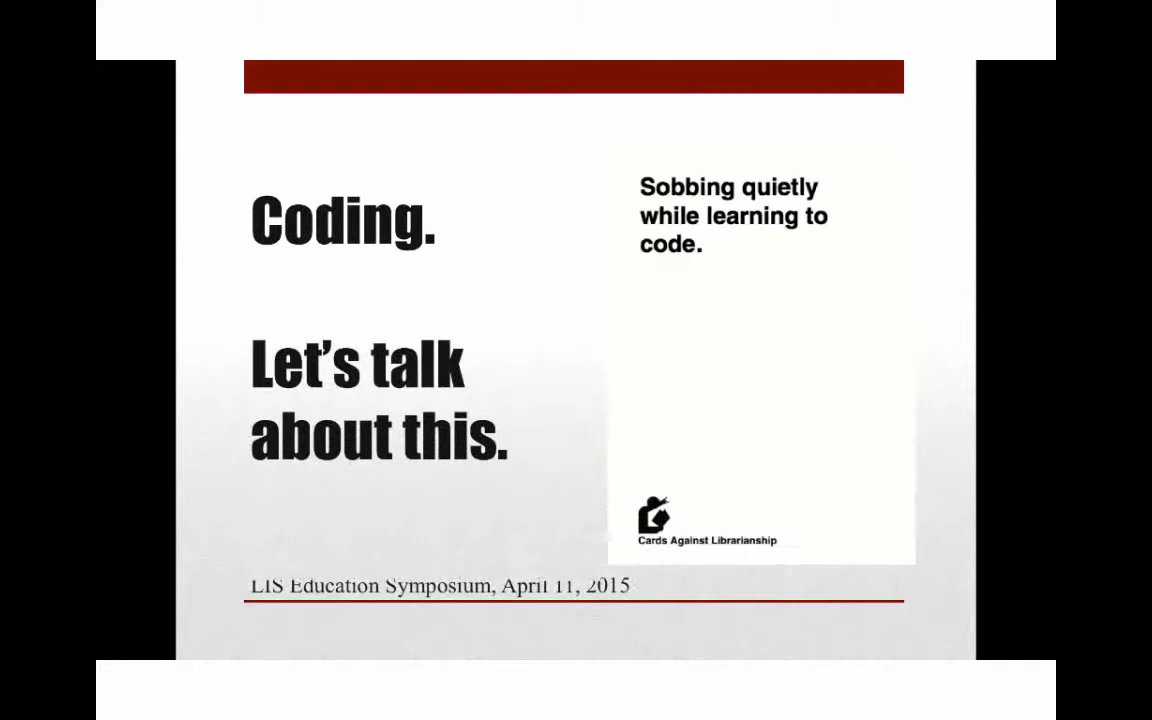 Coding.
Let's talk
about this.
Sobbing quietly
while learning to
code.
Cards Against Librarianship
LIS Education Symposium, April 11, 2015